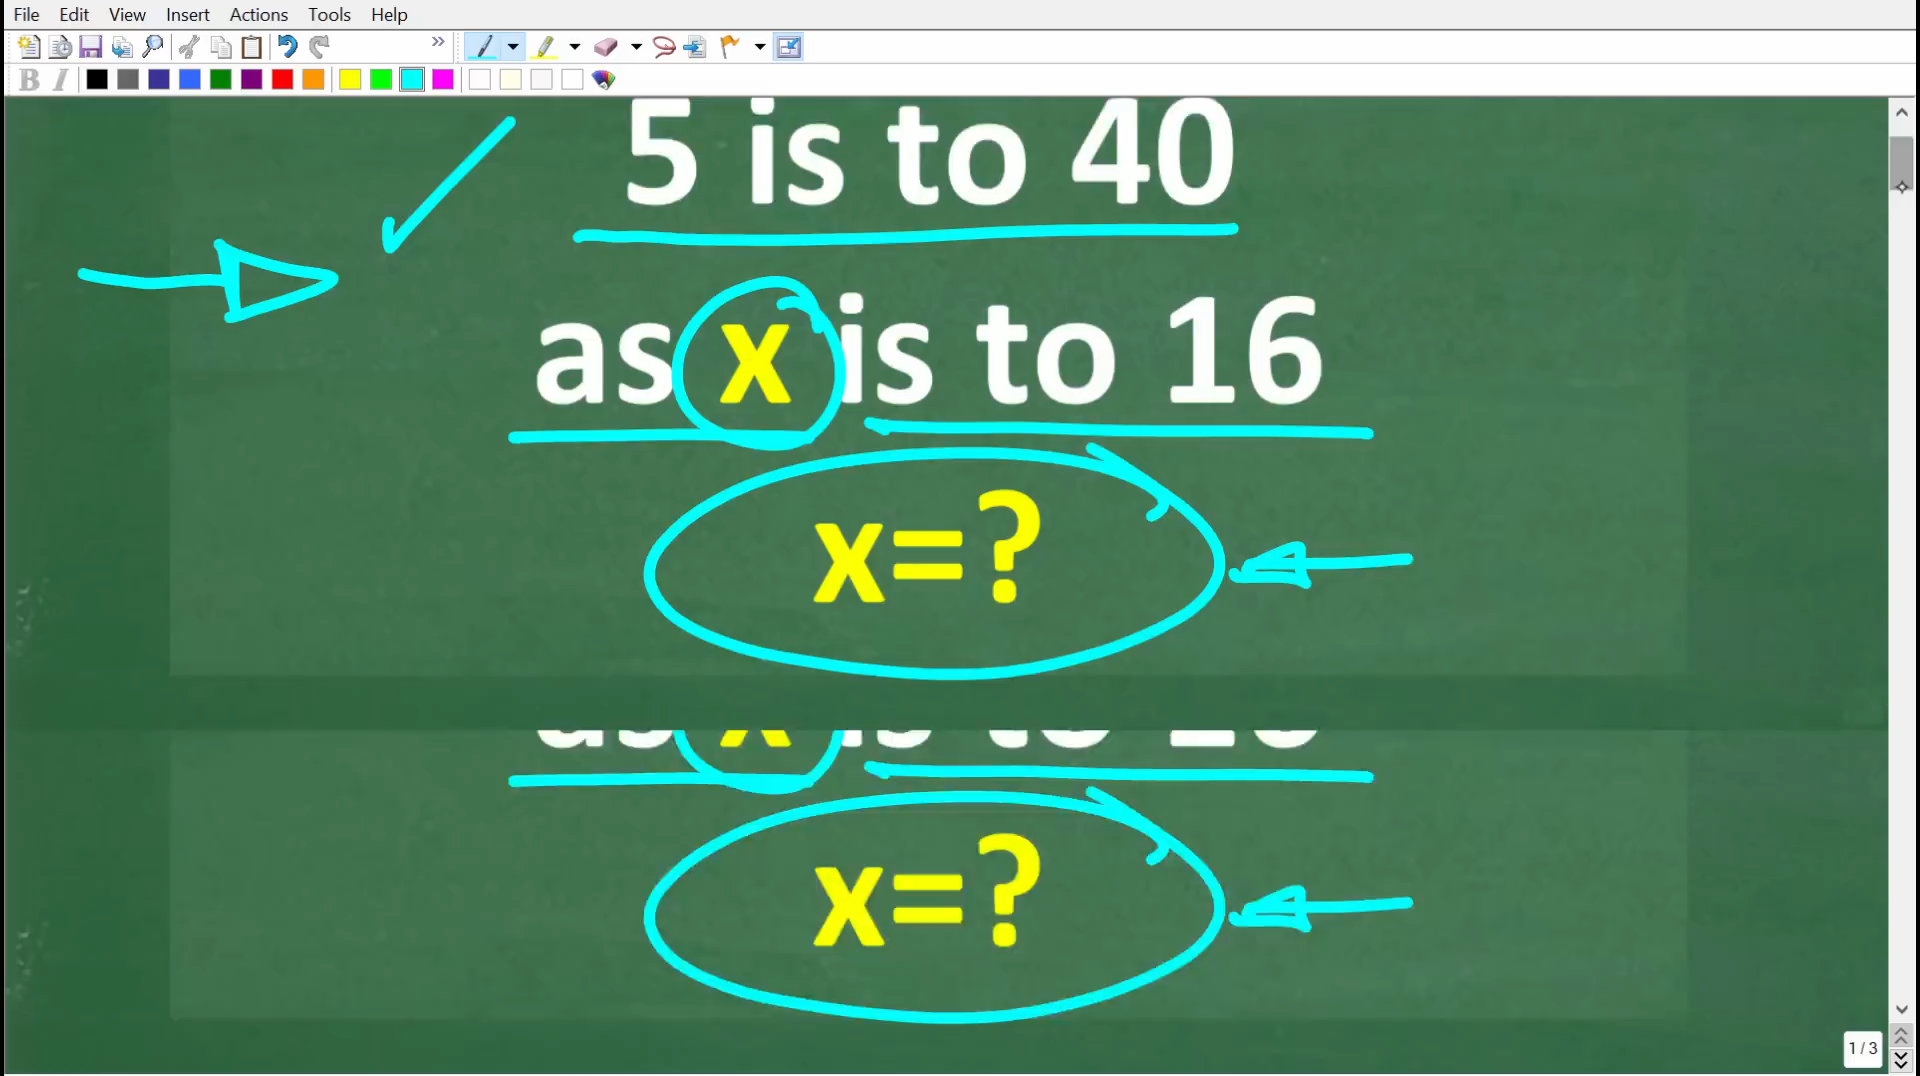 File Edit View Insert Actions Tools Help
B I
5 is to 40
as x is to 16
x=?
x=?
1 / 3